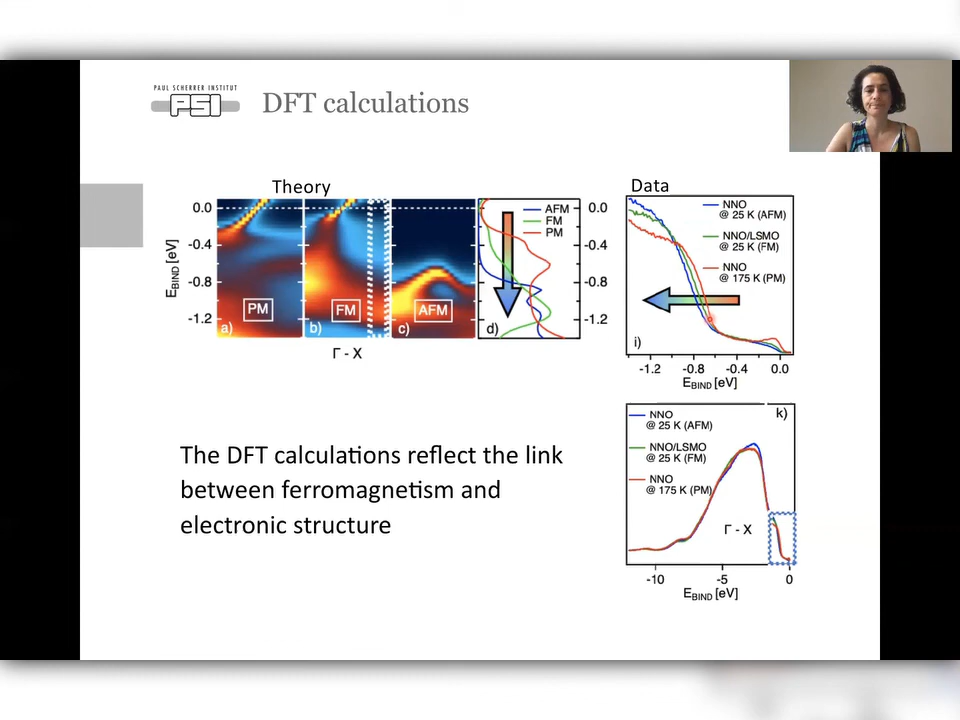 PAUL SCHERRER INSTITUT
PSI
DFT calculations
Theory
0.0
-0.4
-0.8
-1.2
E_BIND [eV]
PM
a)
FM
b)
AFM
c)
Γ - X
AFM
FM
PM
d)
0.0
-0.4
-0.8
-1.2
Data
NNO
@ 25 K (AFM)
NNO/LSMO
@ 25 K (FM)
NNO
@ 175 K (PM)
i)
-1.2
-0.8
-0.4
0.0
E_BIND [eV]
k)
NNO
@ 25 K (AFM)
NNO/LSMO
@ 25 K (FM)
NNO
@ 175 K (PM)
Γ - X
-10
-5
0
E_BIND [eV]
The DFT calculations reflect the link
between ferromagnetism and
electronic structure